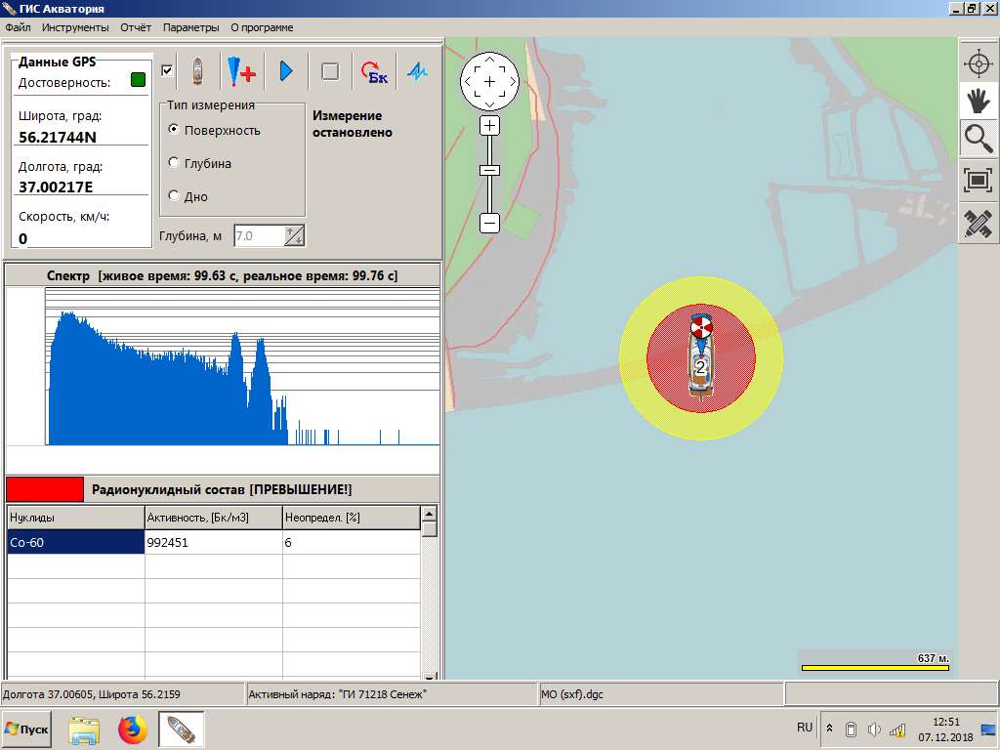 ГИС Акватория
Файл Инструменты Отчёт Параметры О программе
Данные GPS
Достоверность:
Широта, град:
56.21744N
Долгота, град:
37.00217E
Скорость, км/ч:
0
Бк
Тип измерения
Поверхность
Глубина
Дно
Глубина, м 7.0
Измерение
остановлено
Спектр [живое время: 99.63 с, реальное время: 99.76 с]
Радионуклидный состав [ПРЕВЫШЕНИЕ!]
Нуклиды Активность, [Бк/м3] Неопредел. [%]
Co-60 992451 6
2
637 м.
Долгота 37.00605, Широта 56.2159 Активный наряд: "ГИ 71218 Сенеж" МО (sxf).dgc
Пуск
RU
12:51
07.12.2018